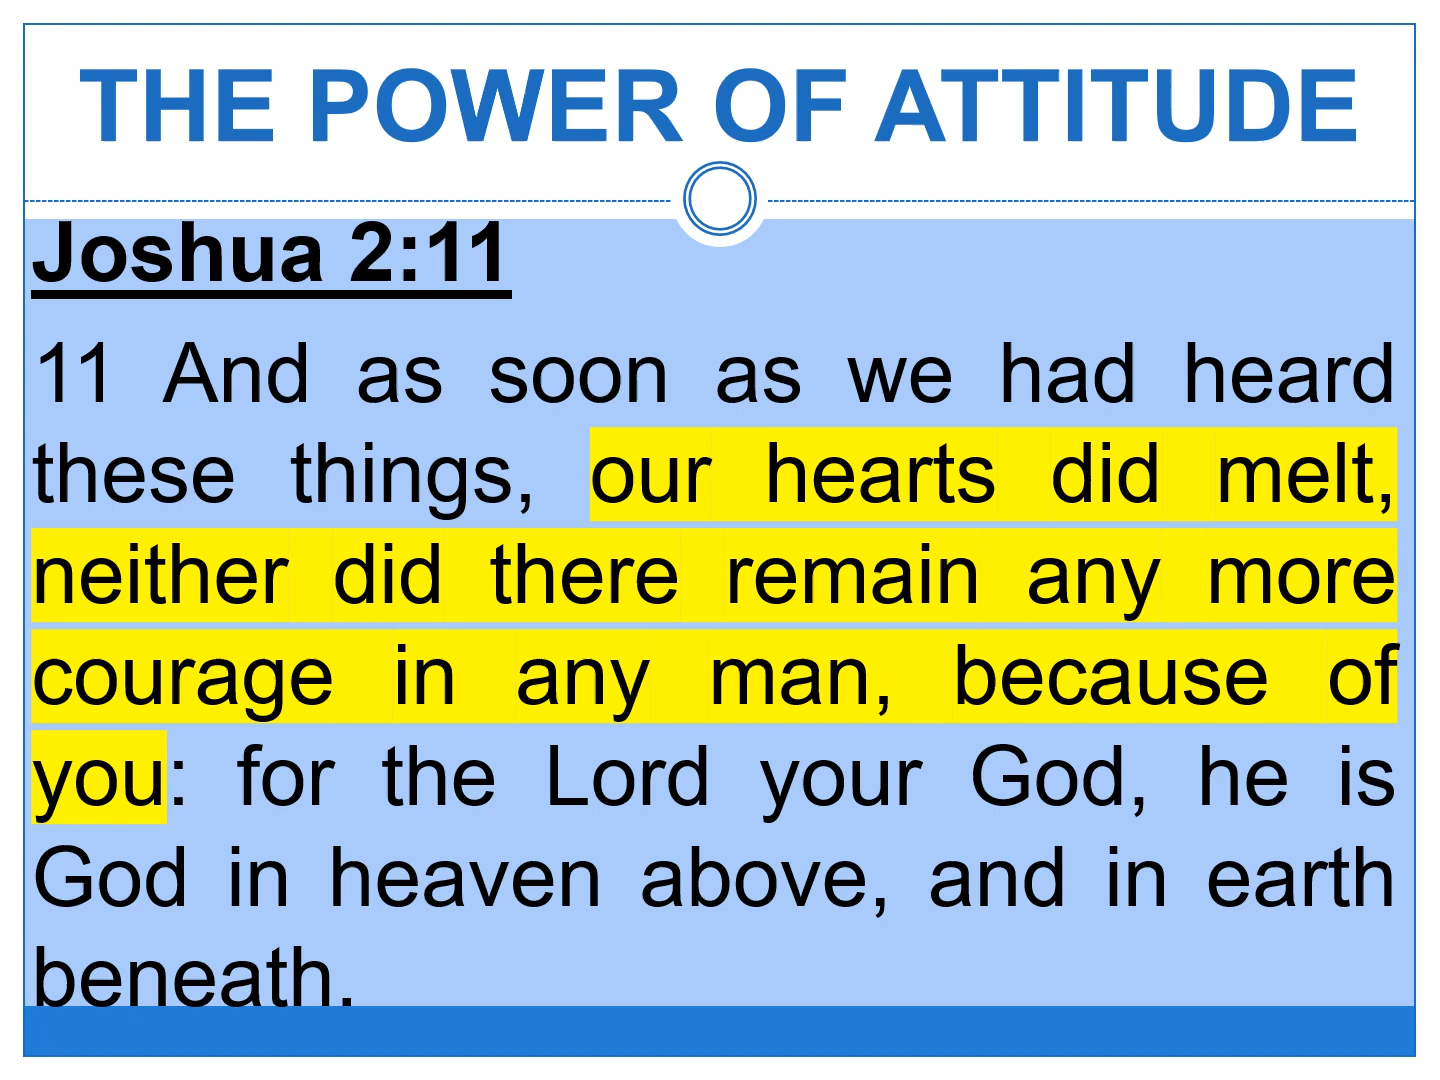 THE POWER OF ATTITUDE
Joshua 2:11
11 And as soon as we had heard
these things, our hearts did melt,
neither did there remain any more
courage in any man, because of
you: for the Lord your God, he is
God in heaven above, and in earth
beneath.